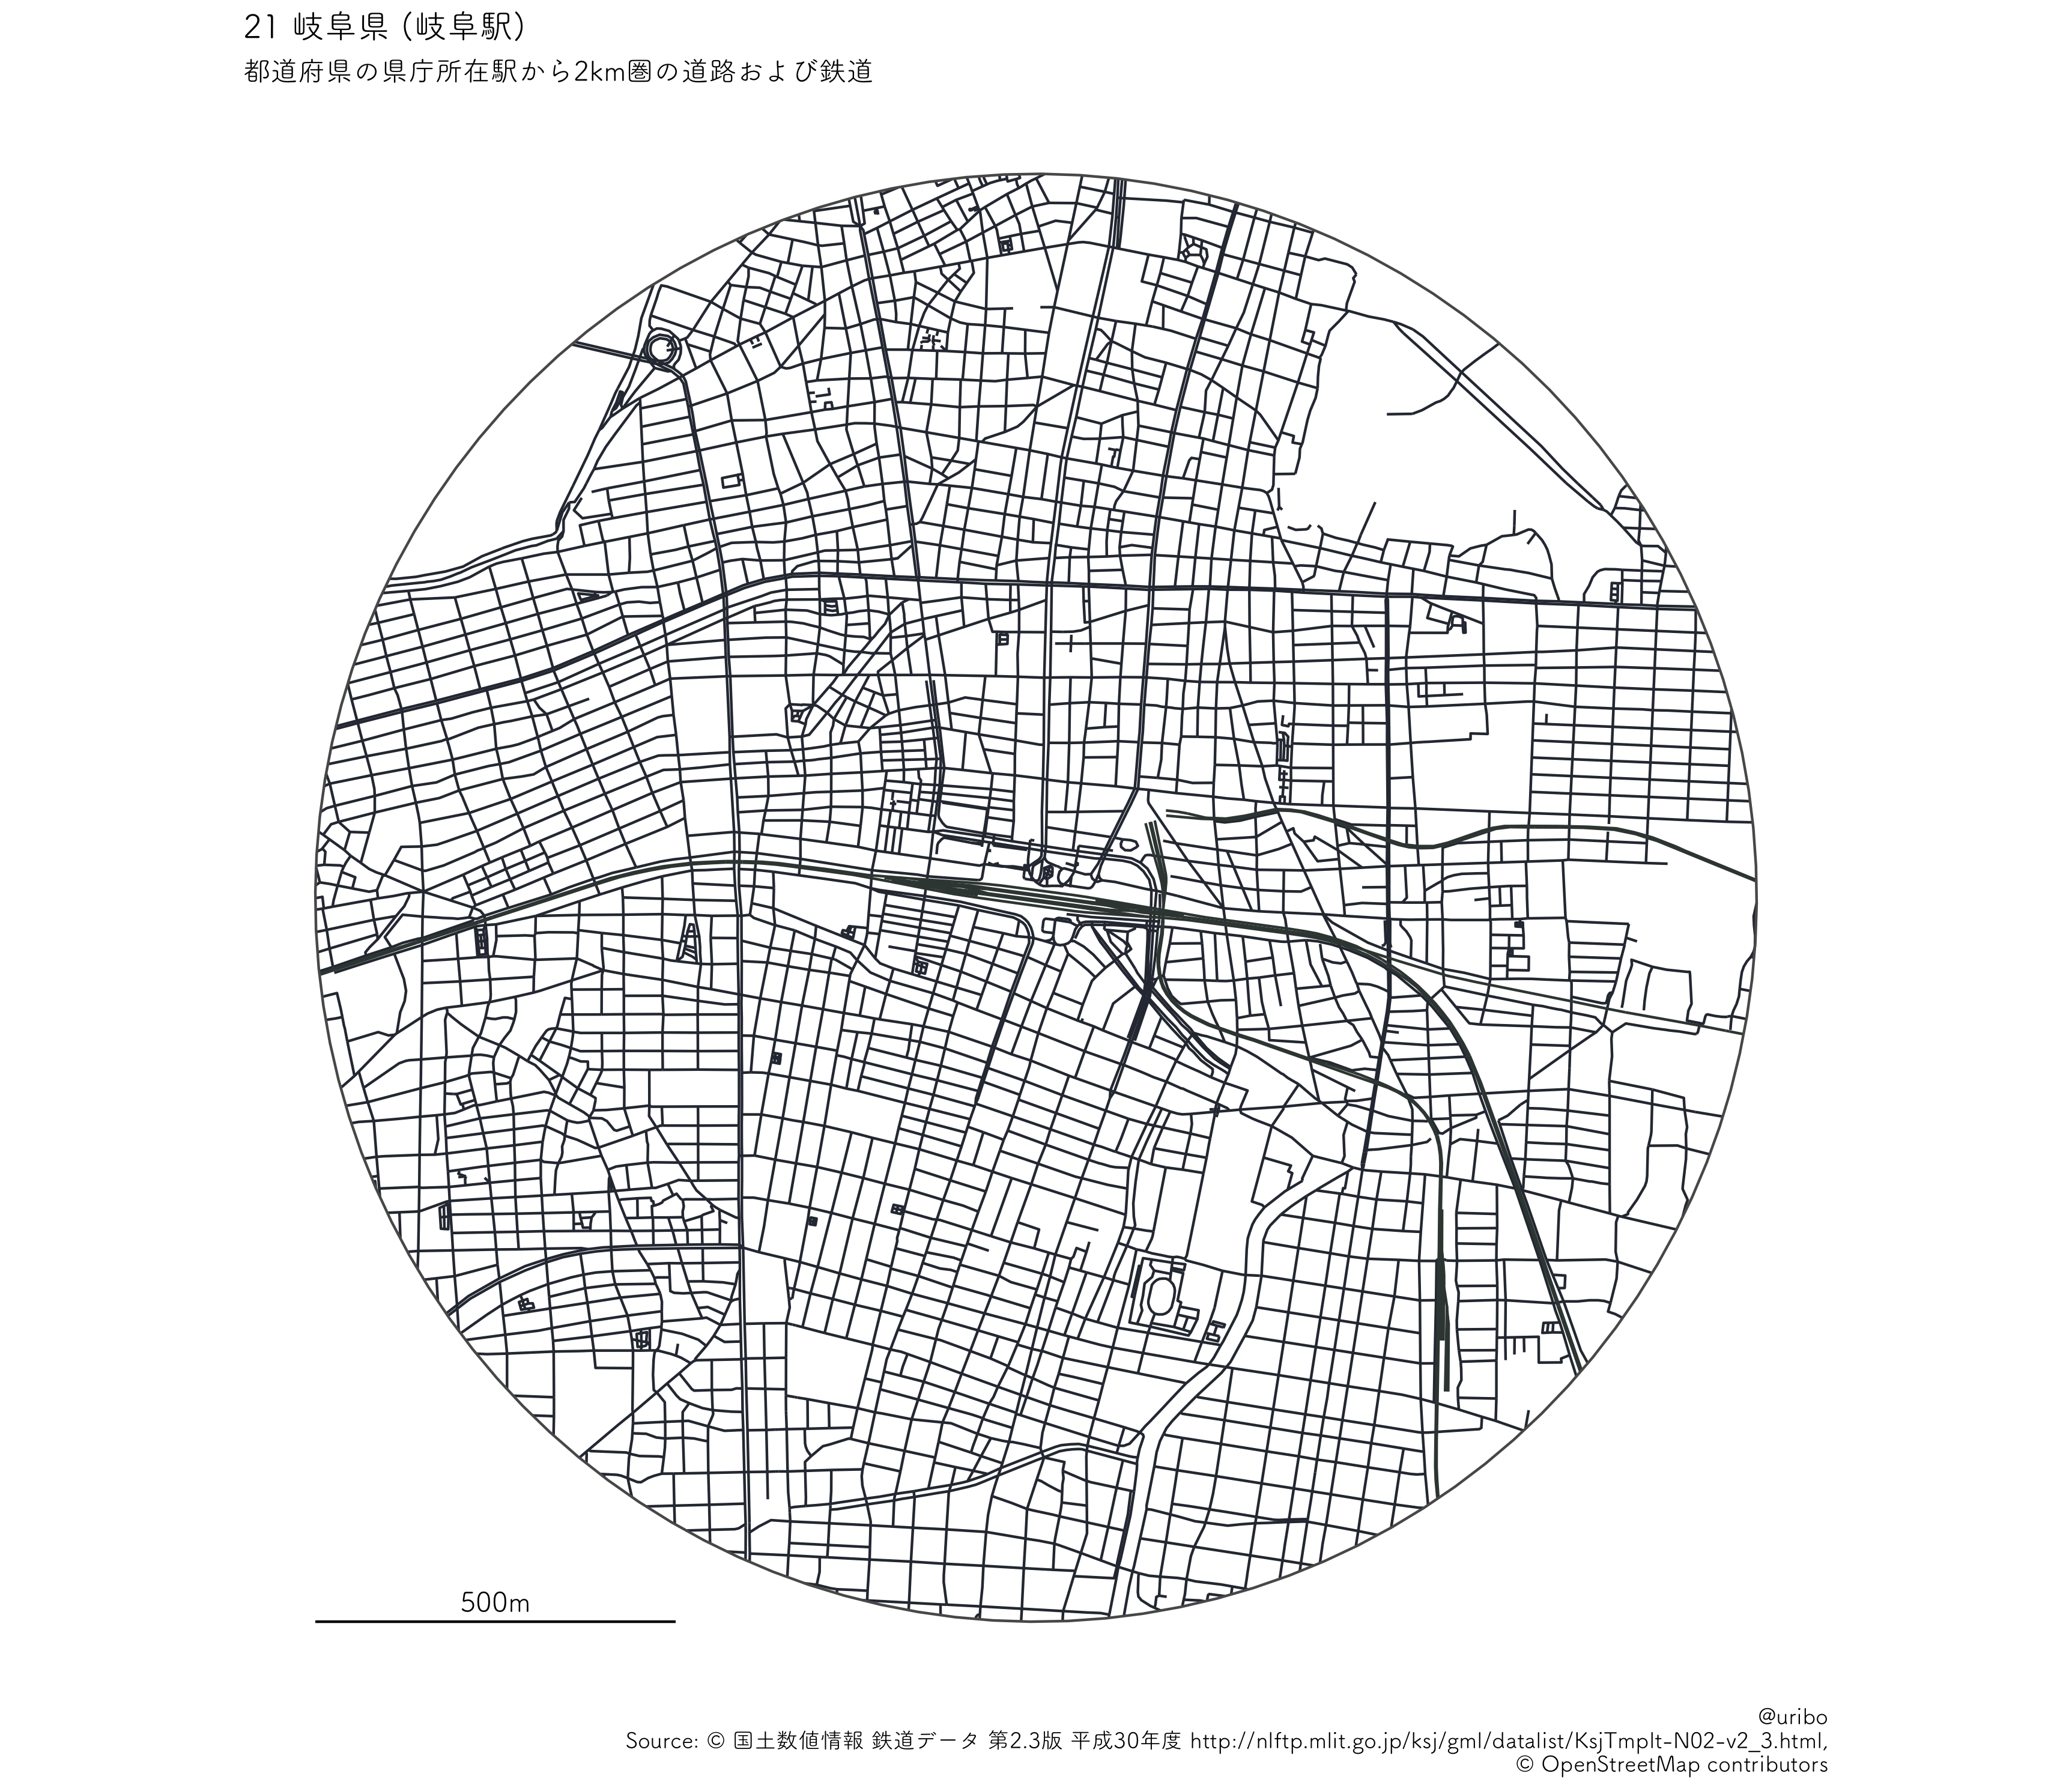 21 岐阜県 (岐阜駅)
都道府県の県庁所在駅から2km圏の道路および鉄道
500m
@uribo
Source: © 国土数値情報 鉄道データ 第2.3版 平成30年度 http://nlftp.mlit.go.jp/ksj/gml/datalist/KsjTmplt-N02-v2_3.html,
© OpenStreetMap contributors